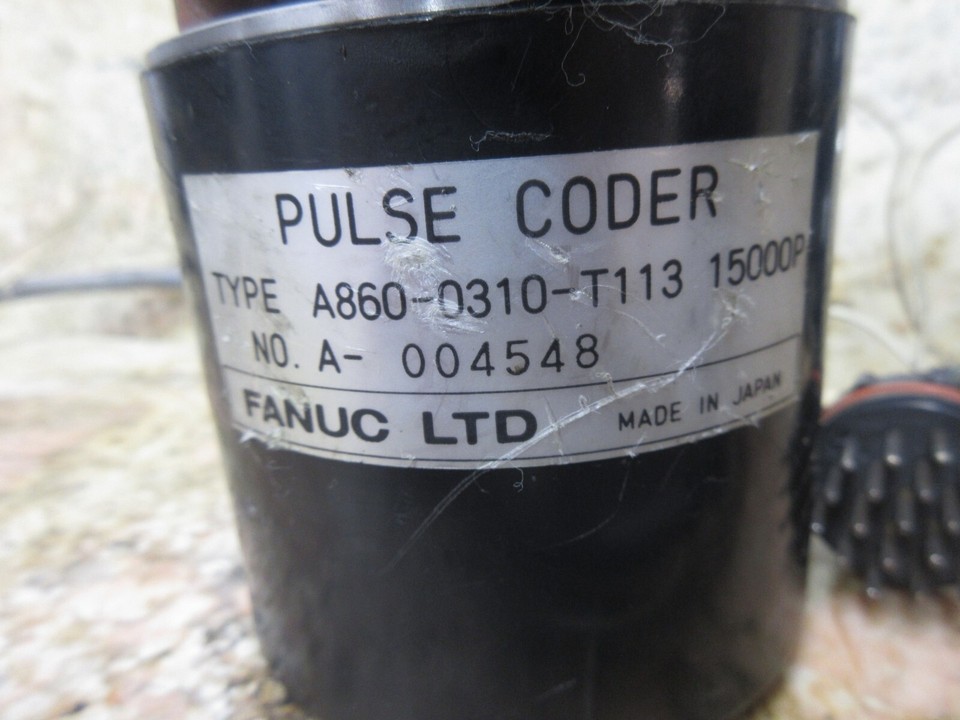 PULSE CODER
TYPE A860-0310-T113 15000P
NO. A- 004548
FANUC LTD MADE IN JAPAN